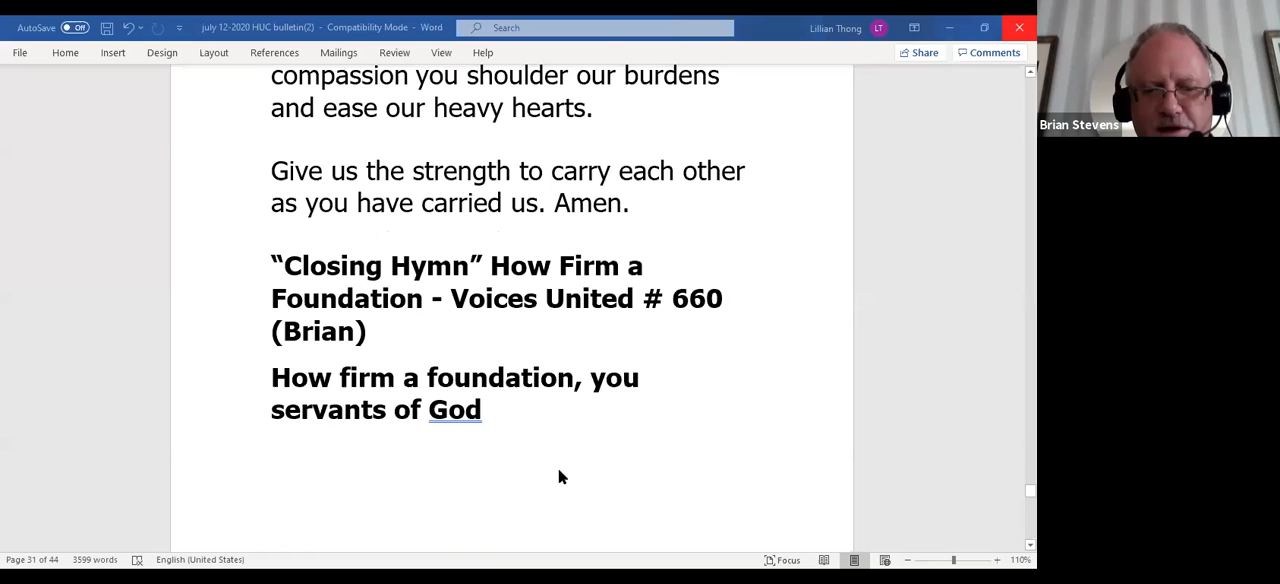 AutoSave Off july 12-2020 HUC bulletin(2) - Compatibility Mode - Word Search Lillian Thong LT
File Home Insert Design Layout References Mailings Review View Help Share Comments
compassion you shoulder our burdens
and ease our heavy hearts.
Give us the strength to carry each other
as you have carried us. Amen.
“Closing Hymn” How Firm a
Foundation - Voices United # 660
(Brian)
How firm a foundation, you
servants of God
Page 31 of 44 3599 words English (United States) Focus 110%
Brian Stevens